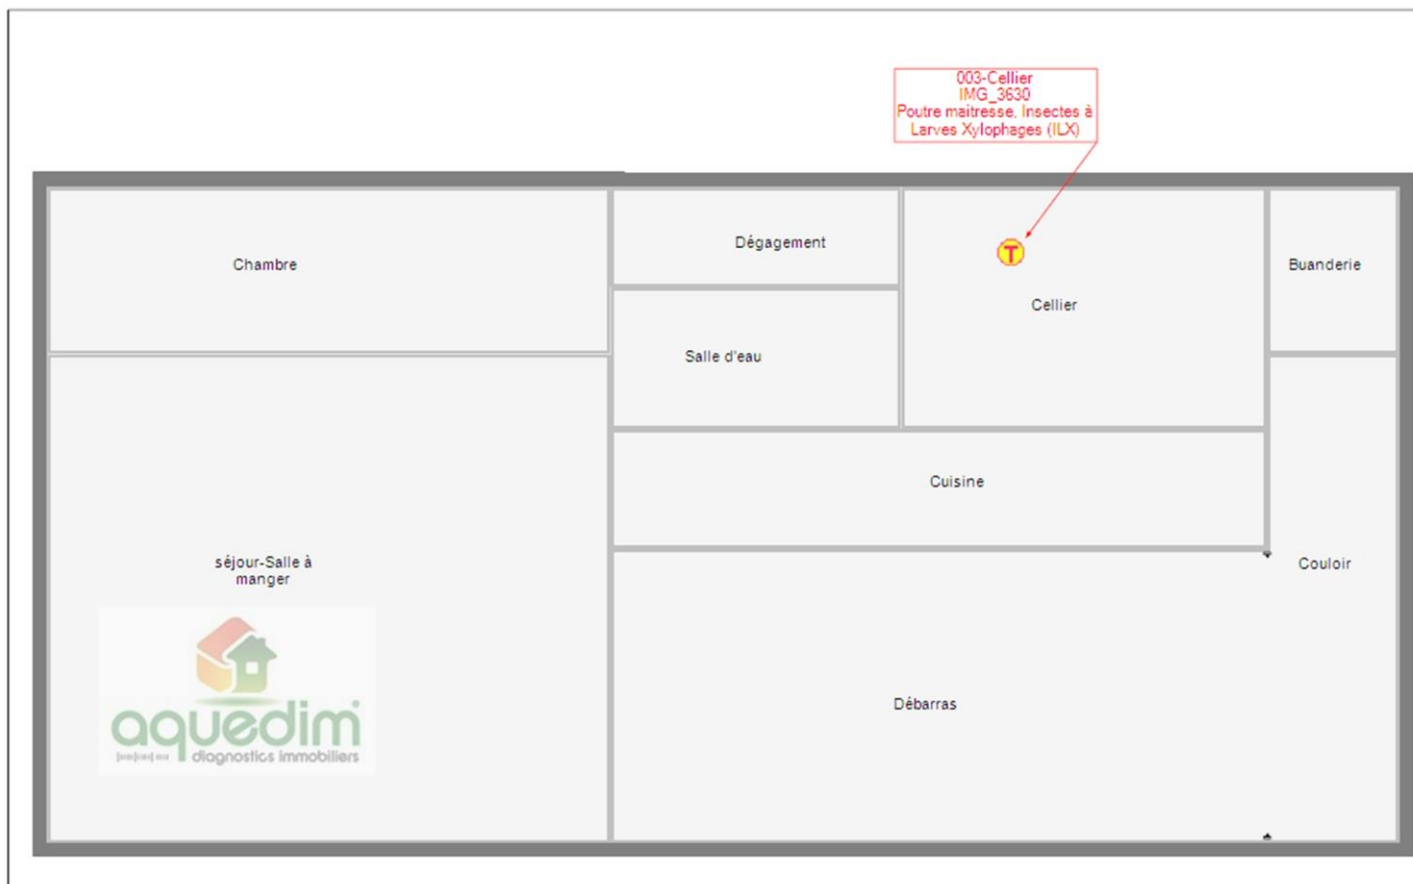 003-Cellier
IMG_3630
Poutre maitresse, Insectes à
Larves Xylophages (ILX)
Chambre
Dégagement
T
Buanderie
Cellier
Salle d'eau
Cuisine
séjour-Salle à
manger
Couloir
Débarras
aquedim
diagnostics immobiliers